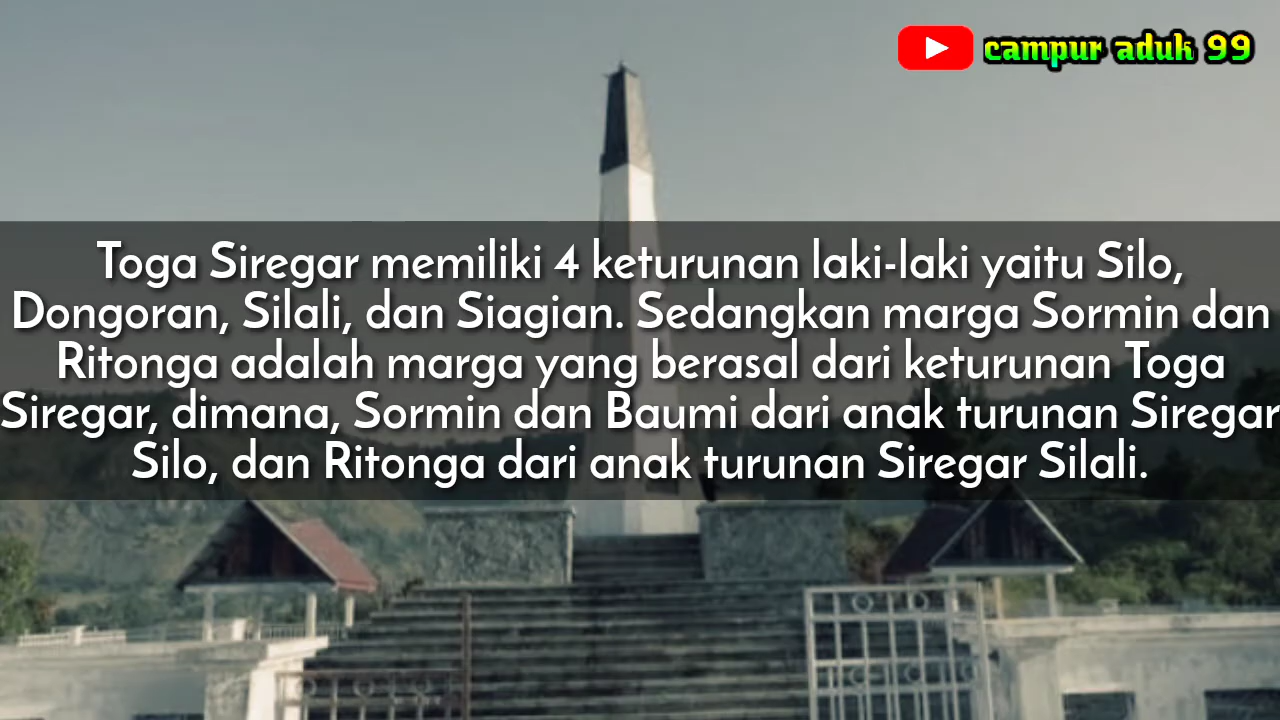 campur aduk 99
Toga Siregar memiliki 4 keturunan laki-laki yaitu Silo,
Dongoran, Silali, dan Siagian. Sedangkan marga Sormin dan
Ritonga adalah marga yang berasal dari keturunan Toga
Siregar, dimana, Sormin dan Baumi dari anak turunan Siregar
Silo, dan Ritonga dari anak turunan Siregar Silali.